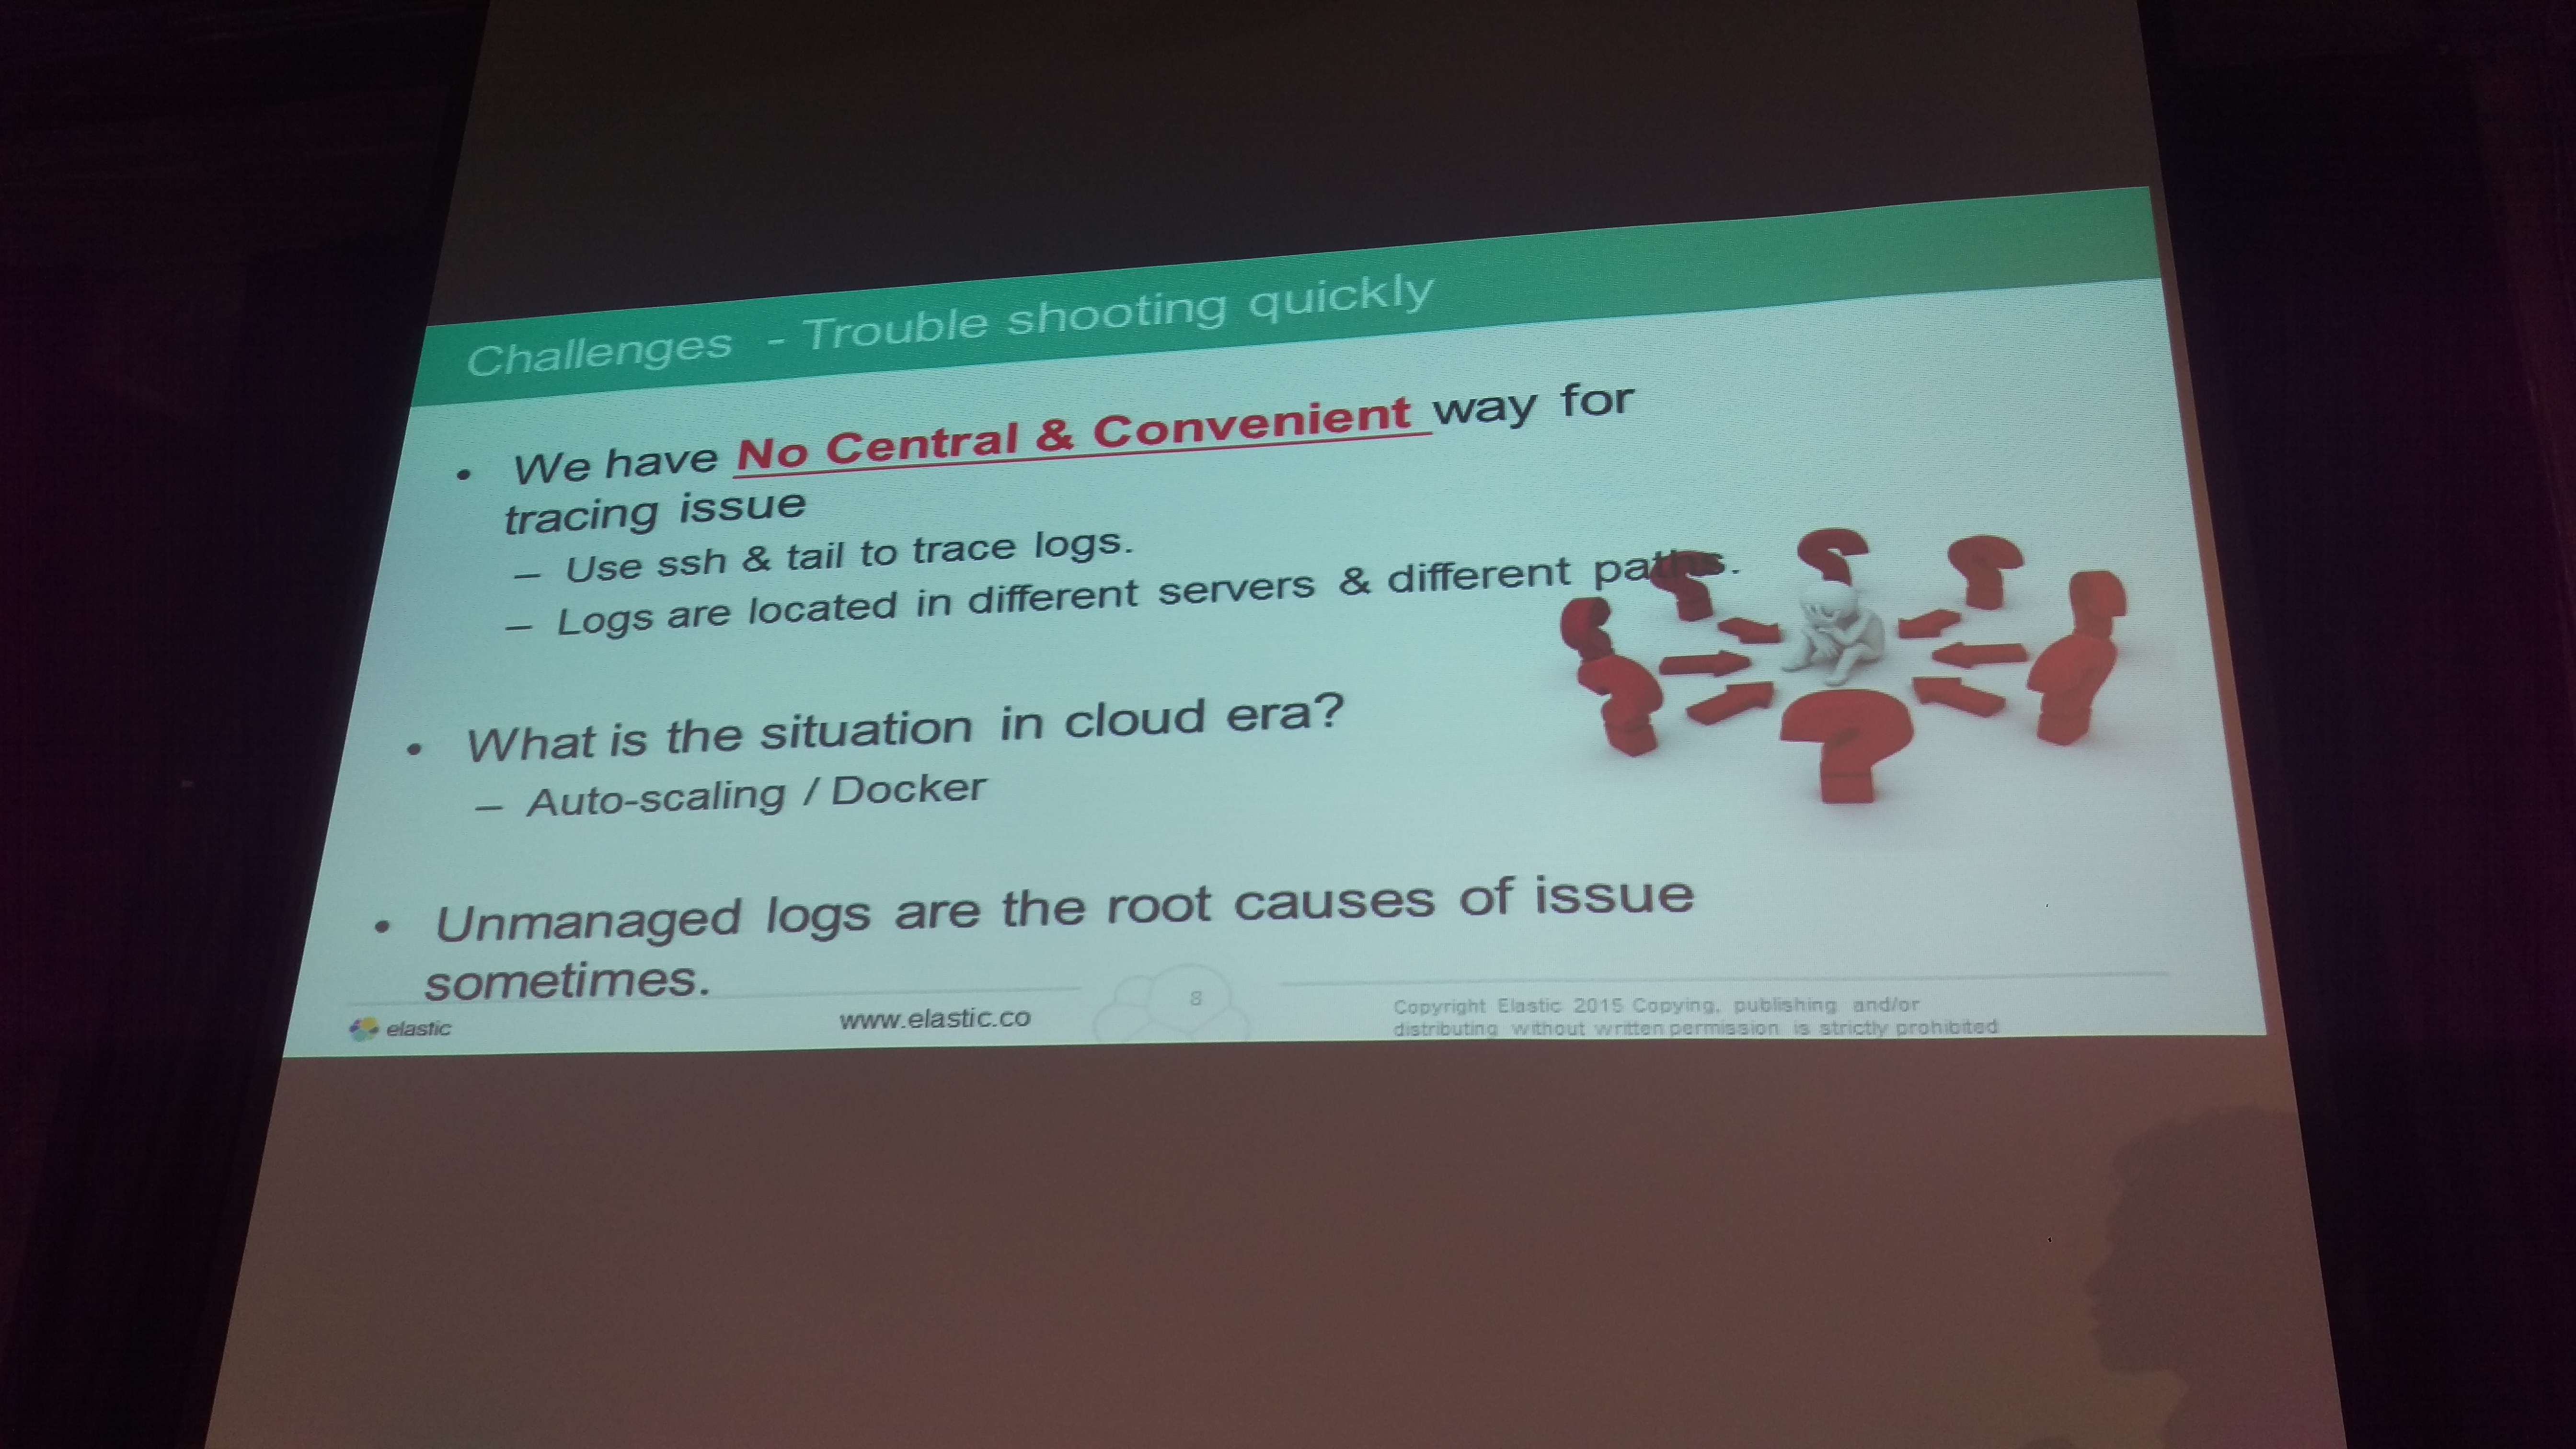 Challenges - Trouble shooting quickly
• We have No Central & Convenient way for
tracing issue
– Use ssh & tail to trace logs.
– Logs are located in different servers & different paths.
• What is the situation in cloud era?
– Auto-scaling / Docker
• Unmanaged logs are the root causes of issue
sometimes.
elastic
www.elastic.co
8
Copyright Elastic 2015 Copying, publishing and/or
distributing without written permission is strictly prohibited